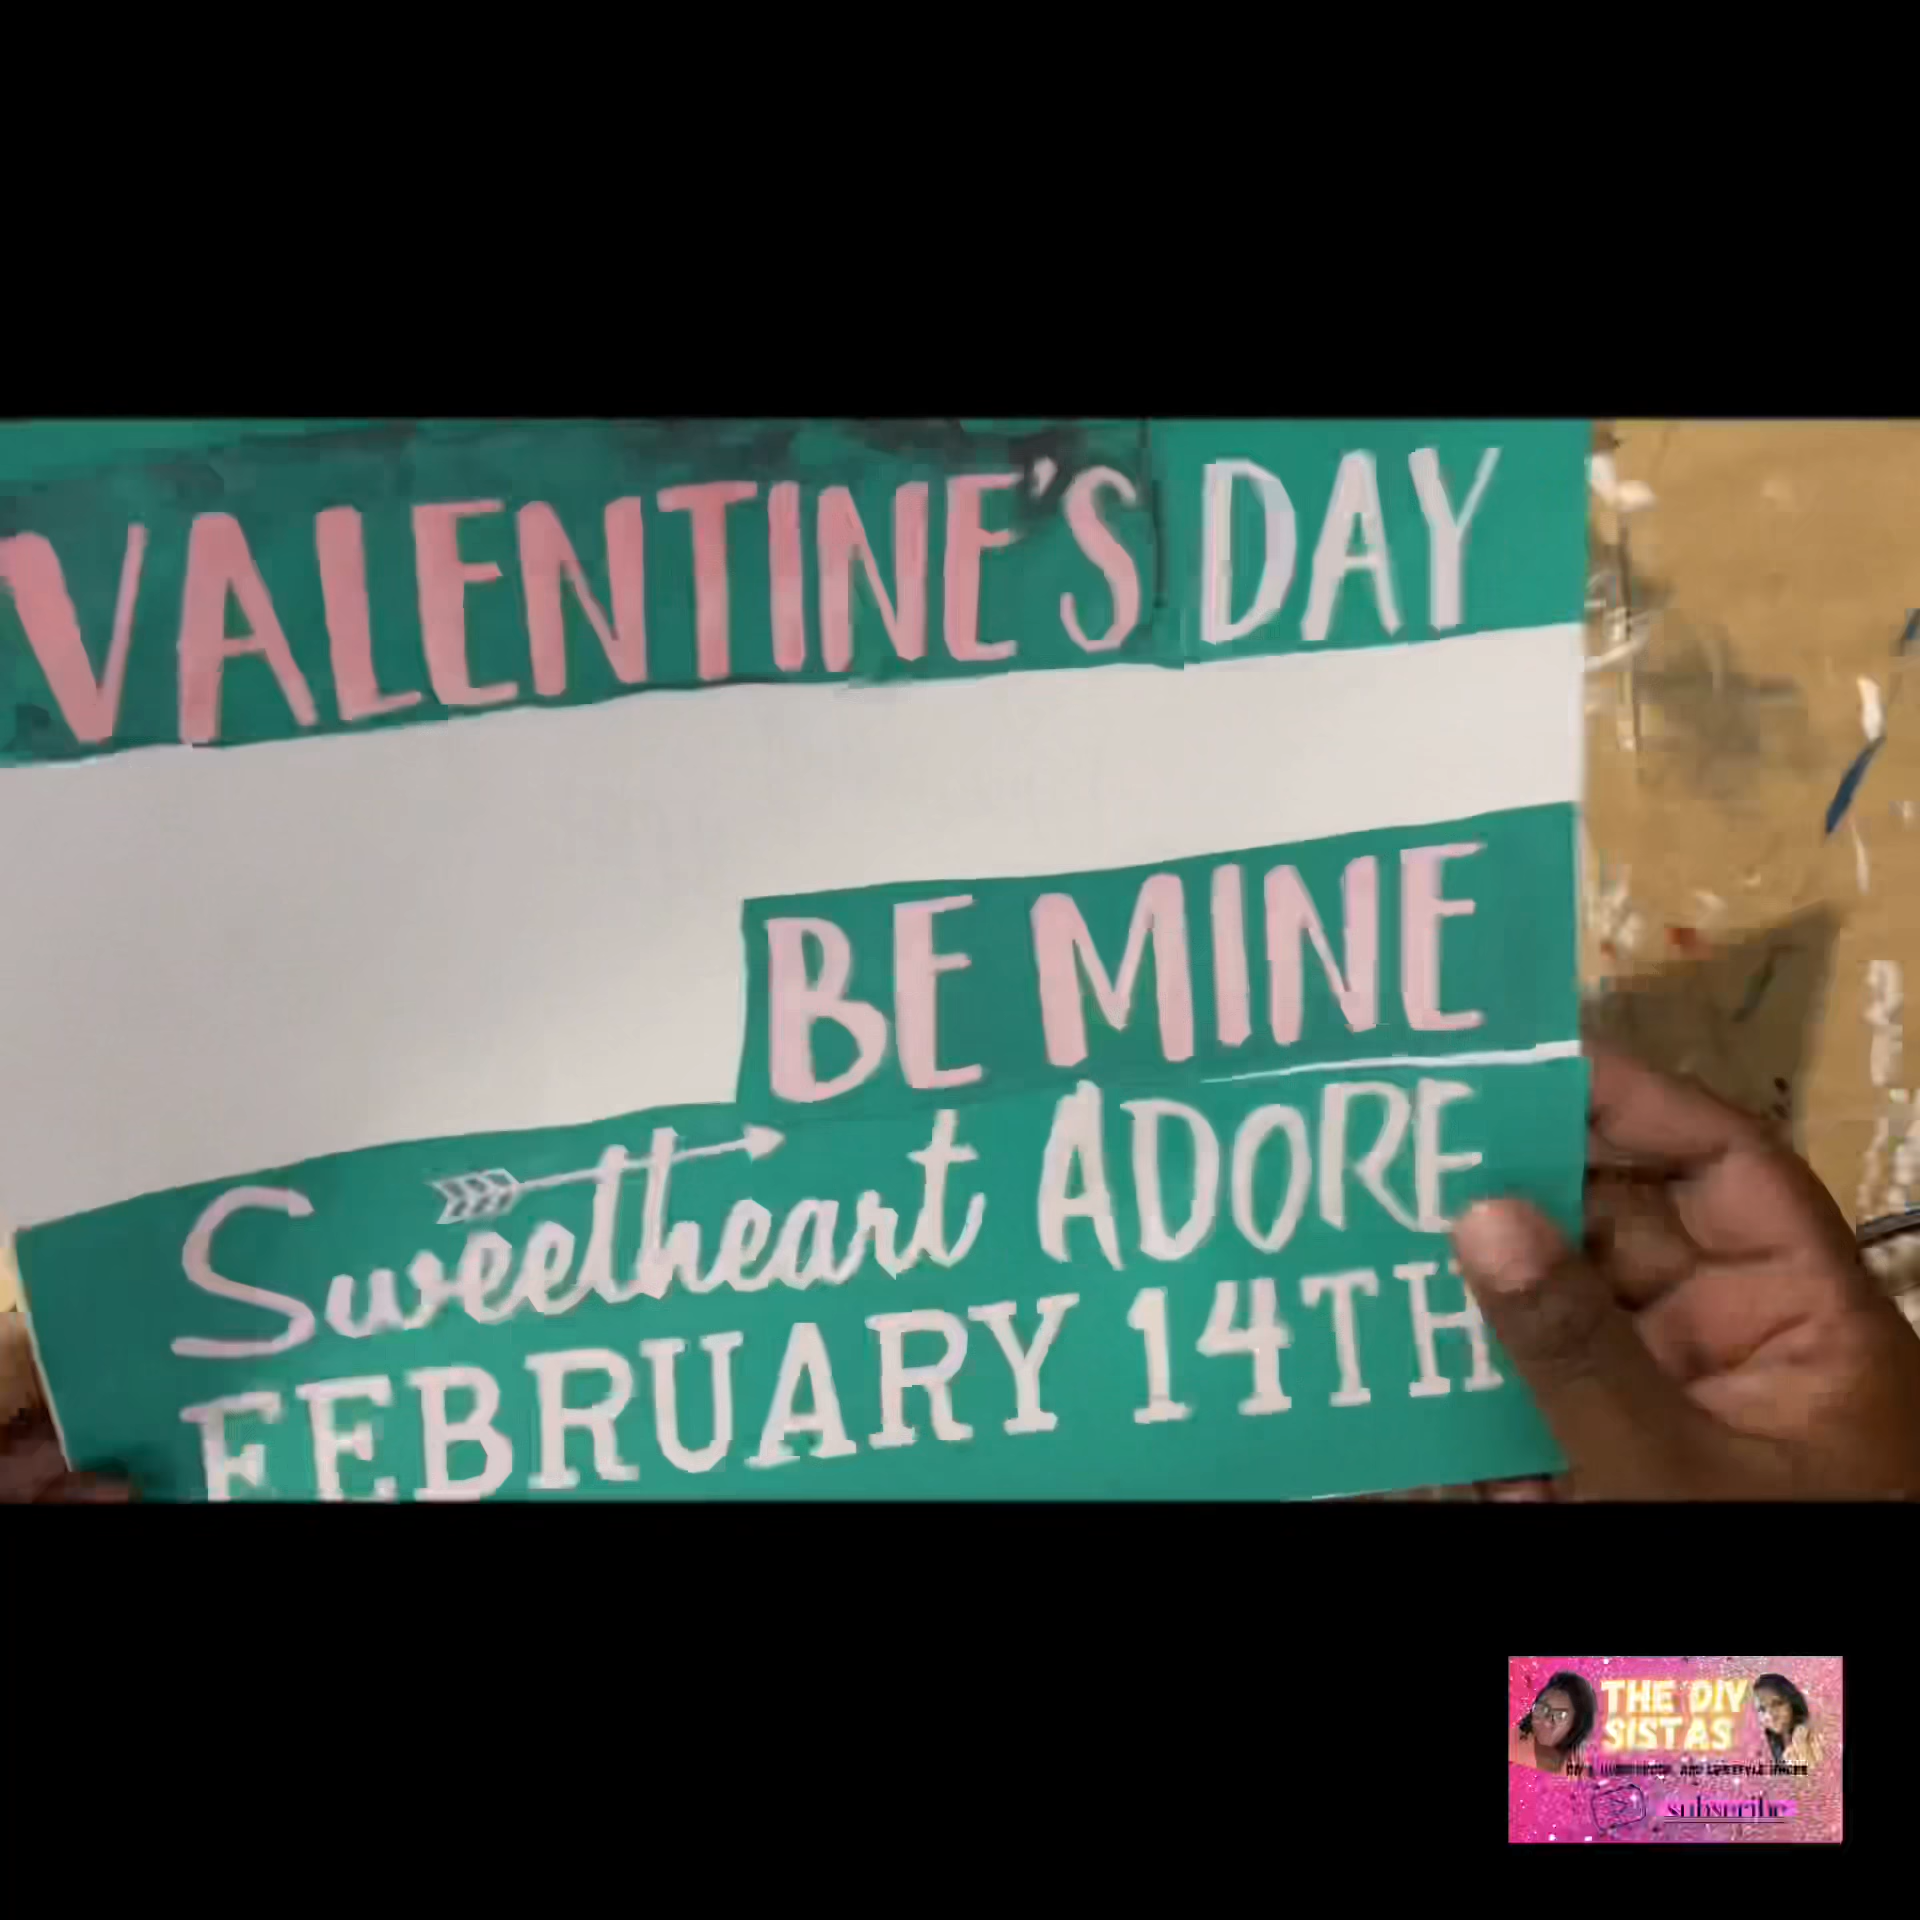 VALENTINE'S DAY
BE MINE
Sweetheart ADORE
FEBRUARY 14TH
THE DIY
SISTAS
subscribe